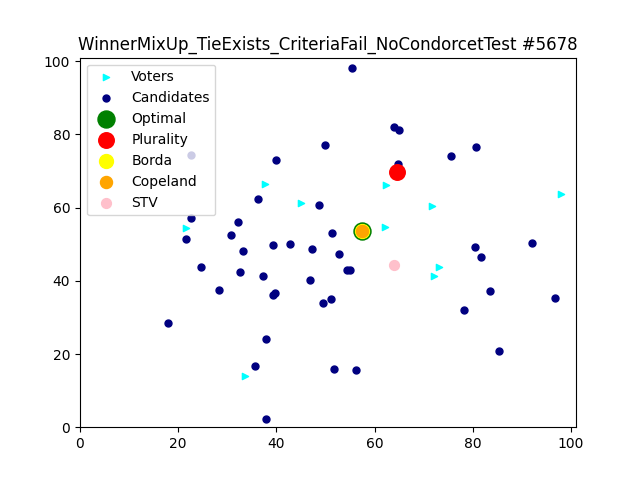 WinnerMixUp_TieExists_CriteriaFail_NoCondorcetTest #5678
100
80
60
40
20
0
Voters
Candidates
Optimal
Plurality
Borda
Copeland
STV
0 20 40 60 80 100